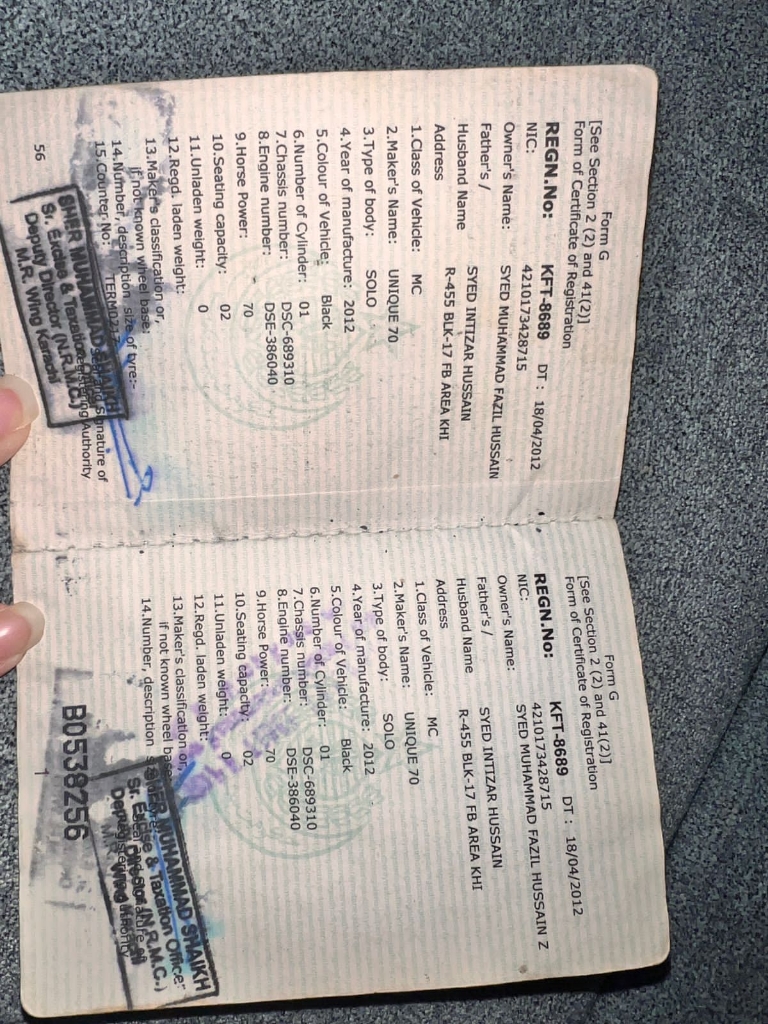 Form G
[See Section 2 (2) and 41(2)]
Form of Certificate of Registration
REGN.No: KFT-8689 DT : 18/04/2012
NIC: 4210173428715
Owner's Name: SYED MUHAMMAD FAZIL HUSSAIN
Father's / SYED INTIZAR HUSSAIN
Husband Name
Address R-455 BLK-17 FB AREA KHI
1.Class of Vehicle: MC
2.Maker's Name: UNIQUE 70
3.Type of body: SOLO
4.Year of manufacture: 2012
5.Colour of Vehicle: Black
6.Number of Cylinder: 01
7.Chassis number: DSC-689310
8.Engine number: DSE-386040
9.Horse Power: 70
10.Seating capacity: 02
11.Unladen weight: 0
12.Regd. laden weight:
13.Maker's classification or,
if not known wheel base:
14.Number, description size of tyre:-
15.Counter No:
Signature of
Authority
SHER MUHAMMAD SHAIKH
Sr. Excise & Taxation
Deputy Director (N.R.M.C.)
M.R. Wing Karachi
56
Form G
[See Section 2 (2) and 41(2)]
Form of Certificate of Registration
REGN.No: KFT-8689 DT : 18/04/2012
NIC: 4210173428715
Owner's Name: SYED MUHAMMAD FAZIL HUSSAIN Z
Father's / SYED INTIZAR HUSSAIN
Husband Name
Address R-455 BLK-17 FB AREA KHI
1.Class of Vehicle: MC
2.Maker's Name: UNIQUE 70
3.Type of body: SOLO
4.Year of manufacture: 2012
5.Colour of Vehicle: Black
6.Number of Cylinder: 01
7.Chassis number: DSC-689310
8.Engine number: DSE-386040
9.Horse Power: 70
10.Seating capacity: 02
11.Unladen weight: 0
12.Regd. laden weight:
13.Maker's classification or,
if not known wheel
14.Number, description
SHER MUHAMMAD SHAIKH
Sr. Excise & Taxation Officer
(N.R.M.C.)
B0538256
1